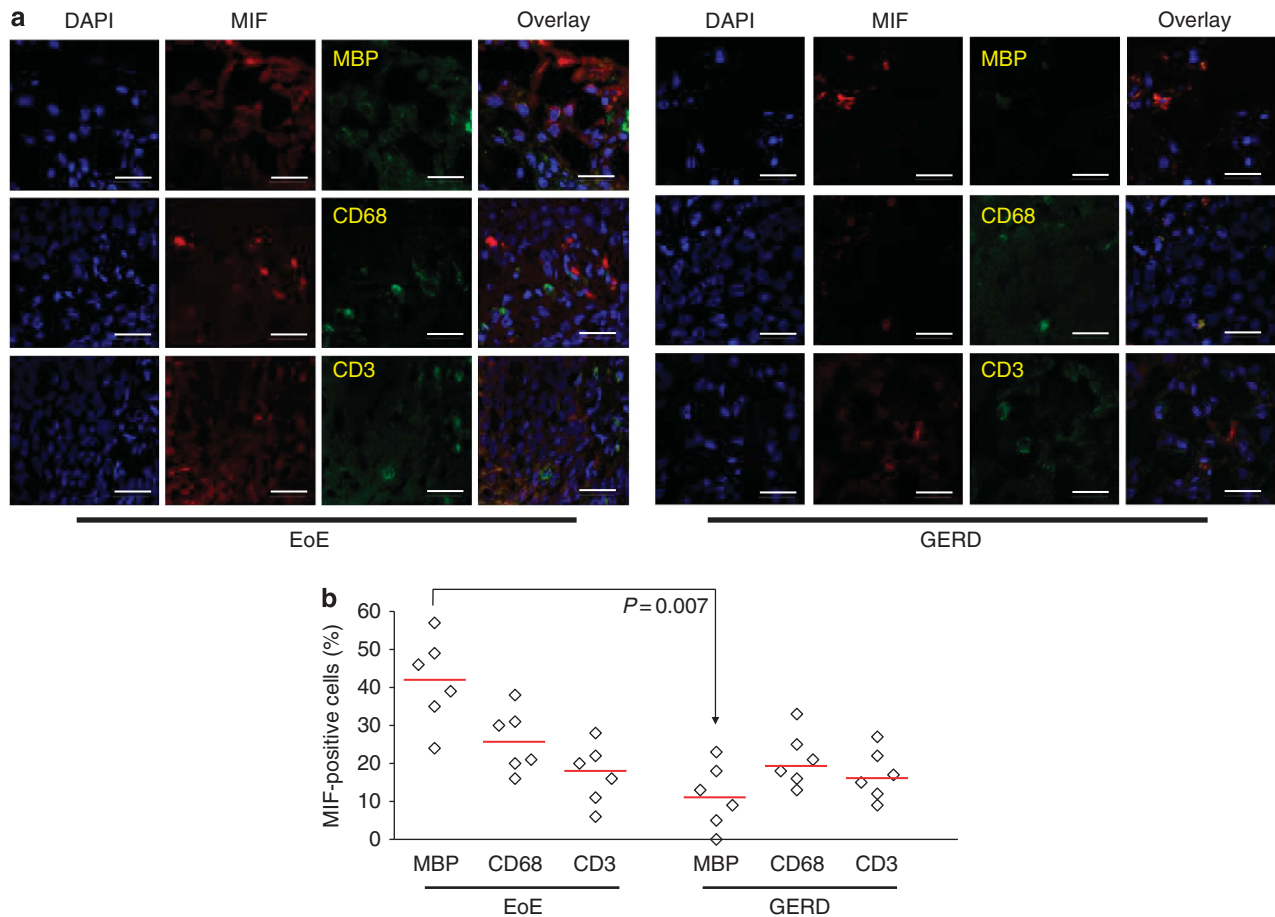 a
DAPI MIF Overlay DAPI MIF Overlay
MBP MBP
CD68 CD68
CD3 CD3
EoE GERD
b
P = 0.007
MIF-positive cells (%)
60
50
40
30
20
10
0
MBP CD68 CD3 MBP CD68 CD3
EoE GERD